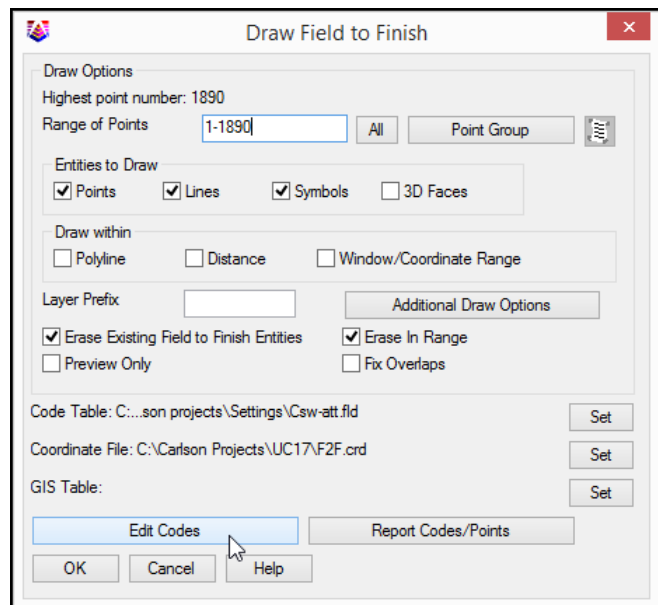 Draw Field to Finish
Draw Options
Highest point number: 1890
Range of Points 1-1890 All Point Group
Entities to Draw
Points Lines Symbols 3D Faces
Draw within
Polyline Distance Window/Coordinate Range
Layer Prefix Additional Draw Options
Erase Existing Field to Finish Entities Erase In Range
Preview Only Fix Overlaps
Code Table: C:...son projects\Settings\Csw-att.fld Set
Coordinate File: C:\Carlson Projects\UC17\F2F.crd Set
GIS Table: Set
Edit Codes Report Codes/Points
OK Cancel Help